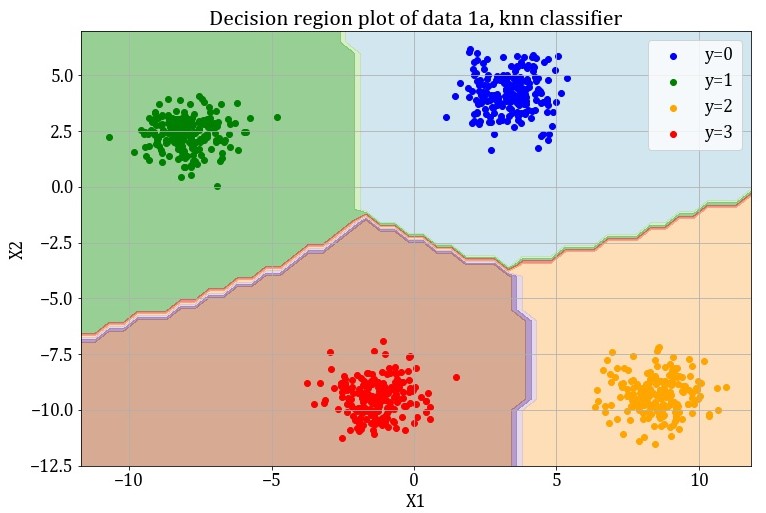 Decision region plot of data 1a, knn classifier
y=0
y=1
y=2
y=3
5.0
2.5
0.0
−2.5
−5.0
−7.5
−10.0
−12.5
X2
−10 −5 0 5 10
X1